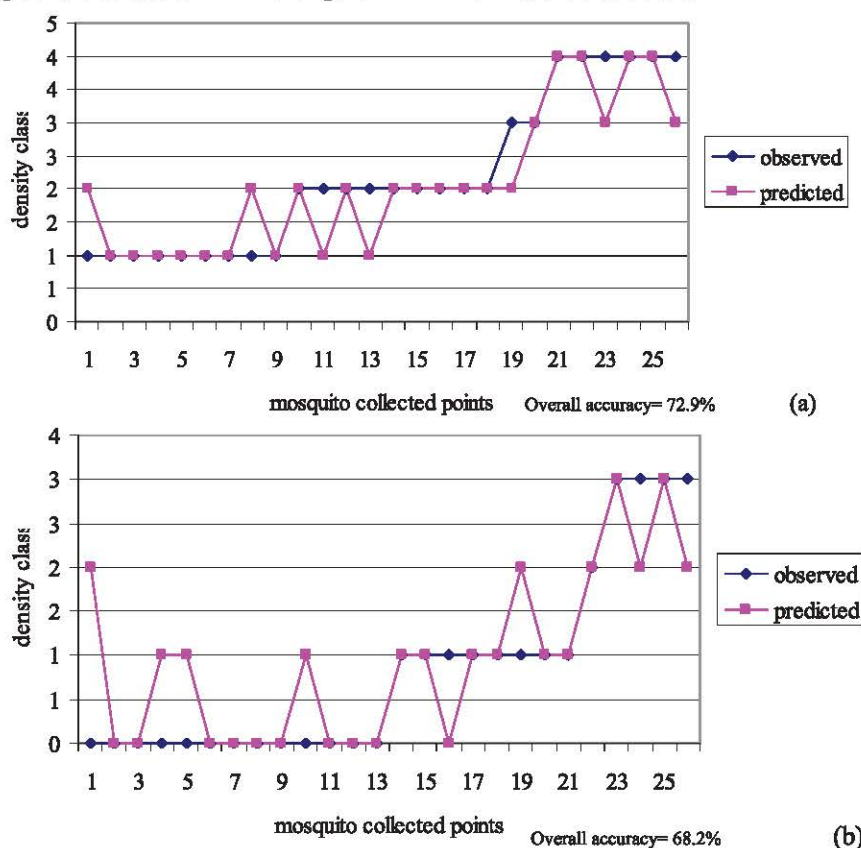 5
4
4
3
3
2
2
1
1
0
density class
1 3 5 7 9 11 13 15 17 19 21 23 25
mosquito collected points Overall accuracy= 72.9% (a)
observed
predicted
4
3
3
2
2
1
1
0
density class
1 3 5 7 9 11 13 15 17 19 21 23 25
mosquito collected points Overall accuracy= 68.2% (b)
observed
predicted